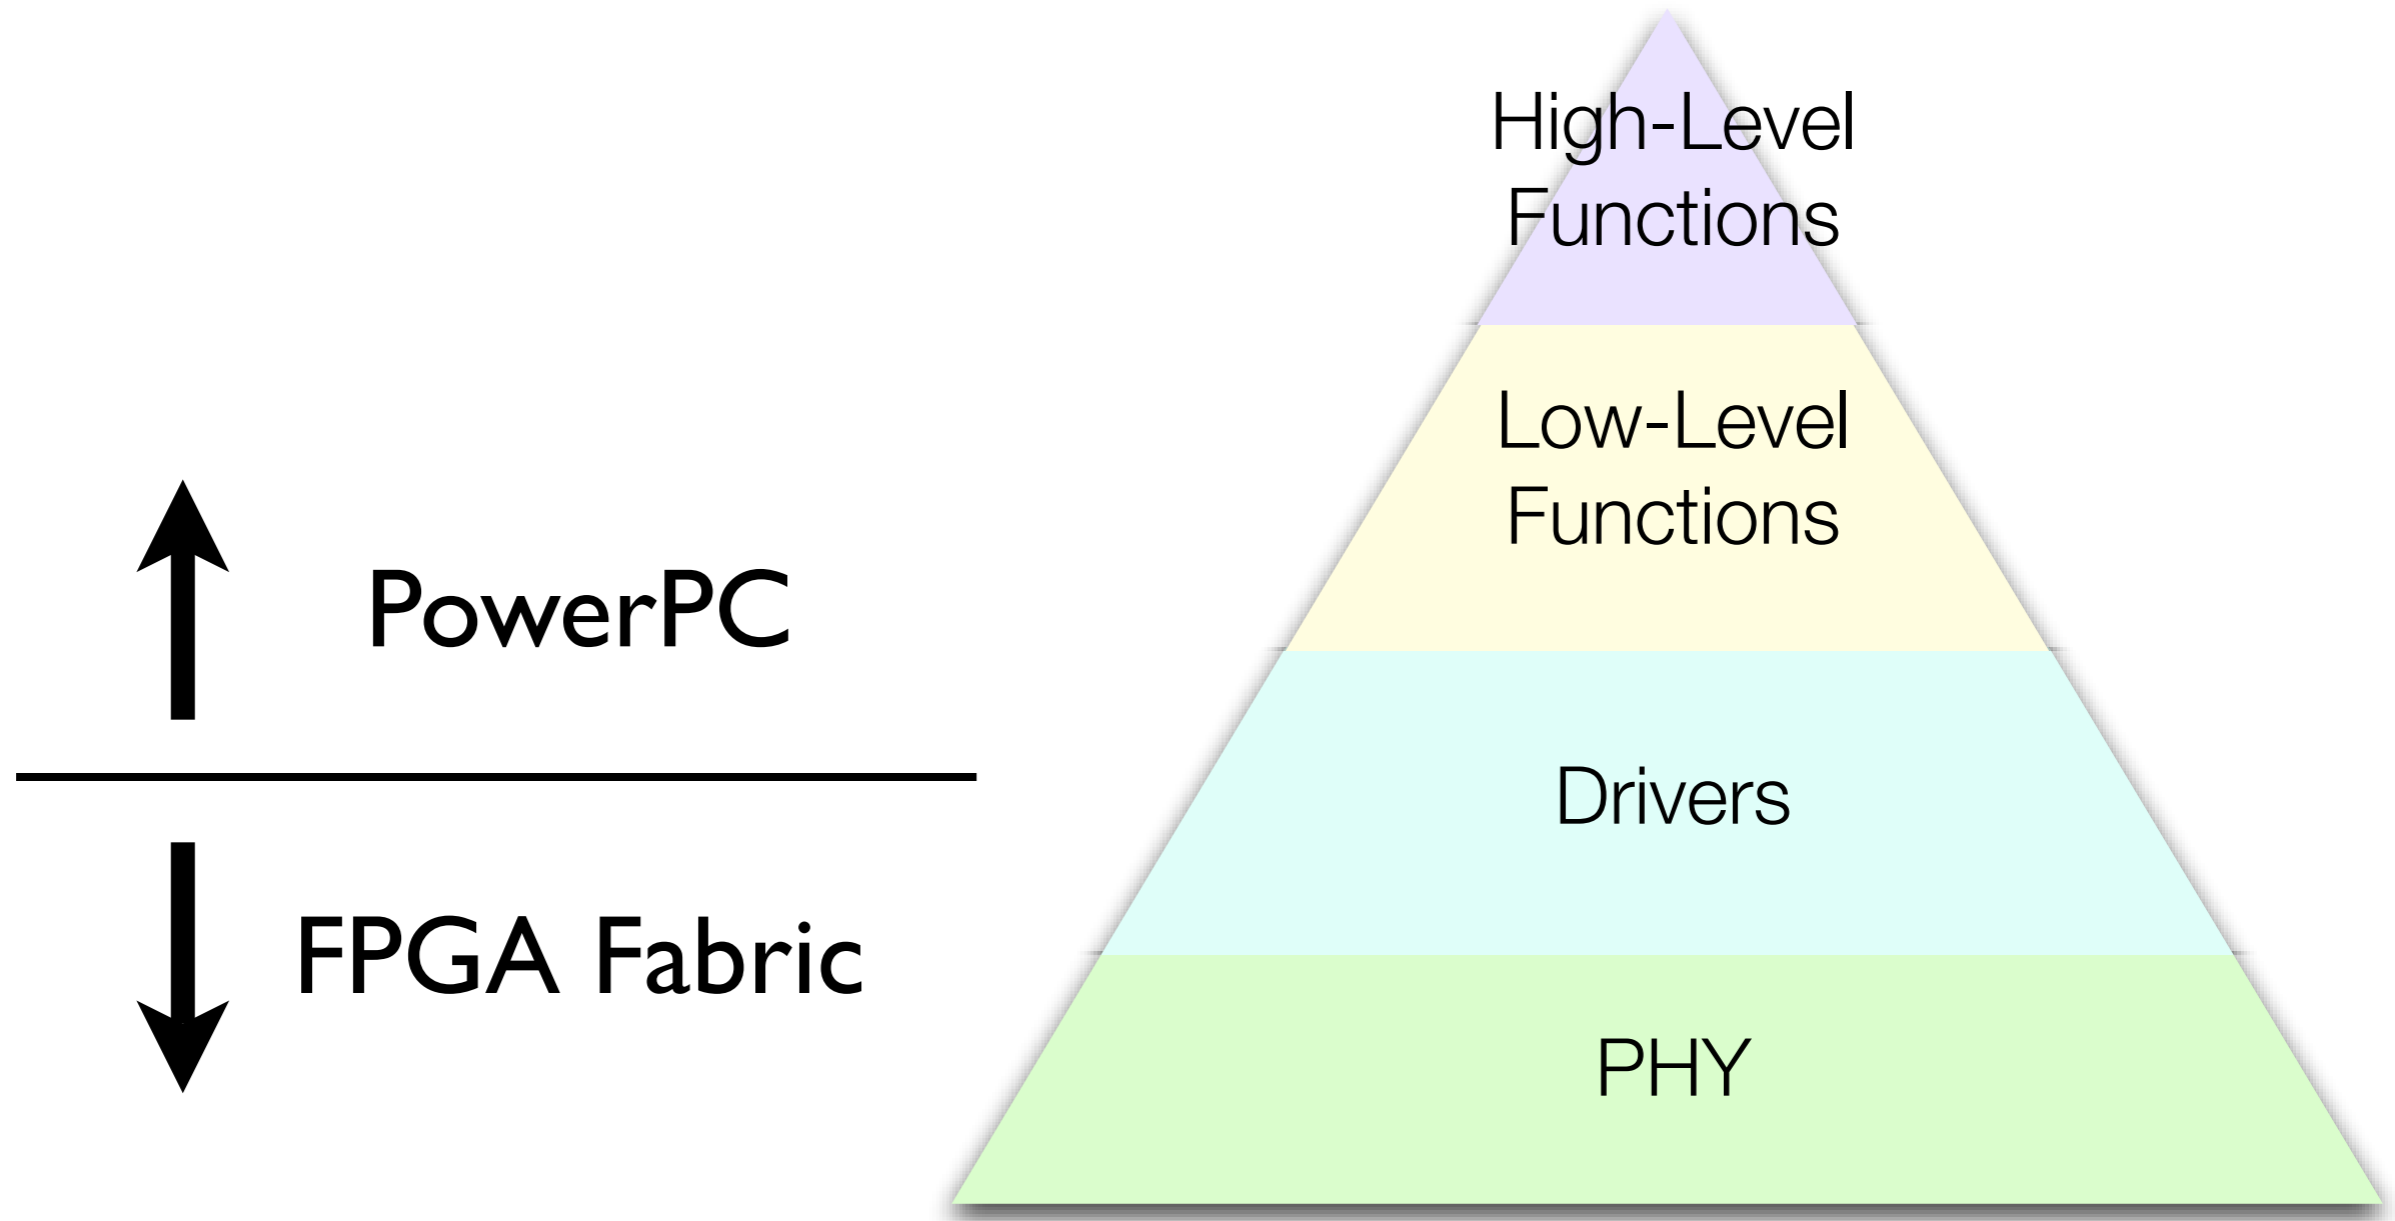 High-Level
Functions
Low-Level
Functions
PowerPC
Drivers
FPGA Fabric
PHY